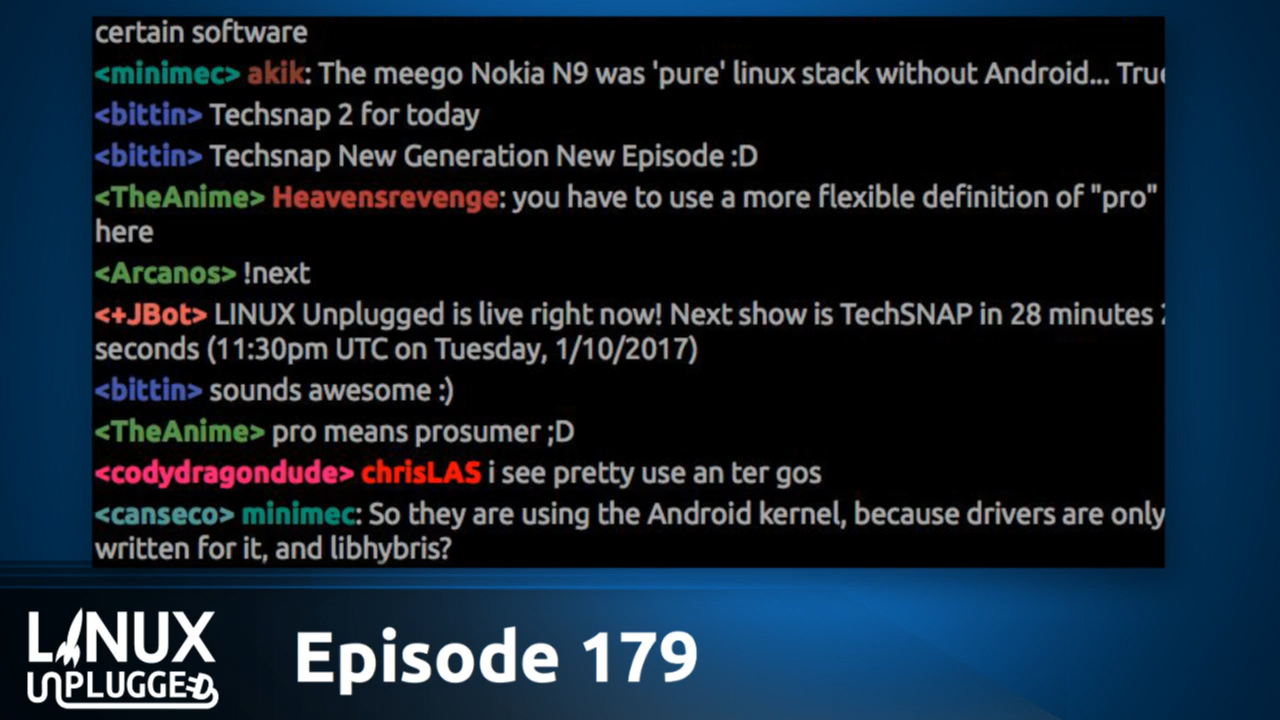 certain software
<minimec> akik: The meego Nokia N9 was 'pure' linux stack without Android...
<bittin> Techsnap 2 for today
<bittin> Techsnap New Generation New Episode :D
<TheAnime> Heavensrevenge: you have to use a more flexible definition of "pro"
here
<Arcanos> !next
<+JBot> LINUX Unplugged is live right now! Next show is TechSNAP in 28 minutes
seconds (11:30pm UTC on Tuesday, 1/10/2017)
<bittin> sounds awesome :)
<TheAnime> pro means prosumer ;D
<codydragondude> chrisLAS i see pretty use an ter gos
<canseco> minimec: So they are using the Android kernel, because drivers are only
written for it, and libhybris?
LINUX
UNPLUGGED
Episode 179